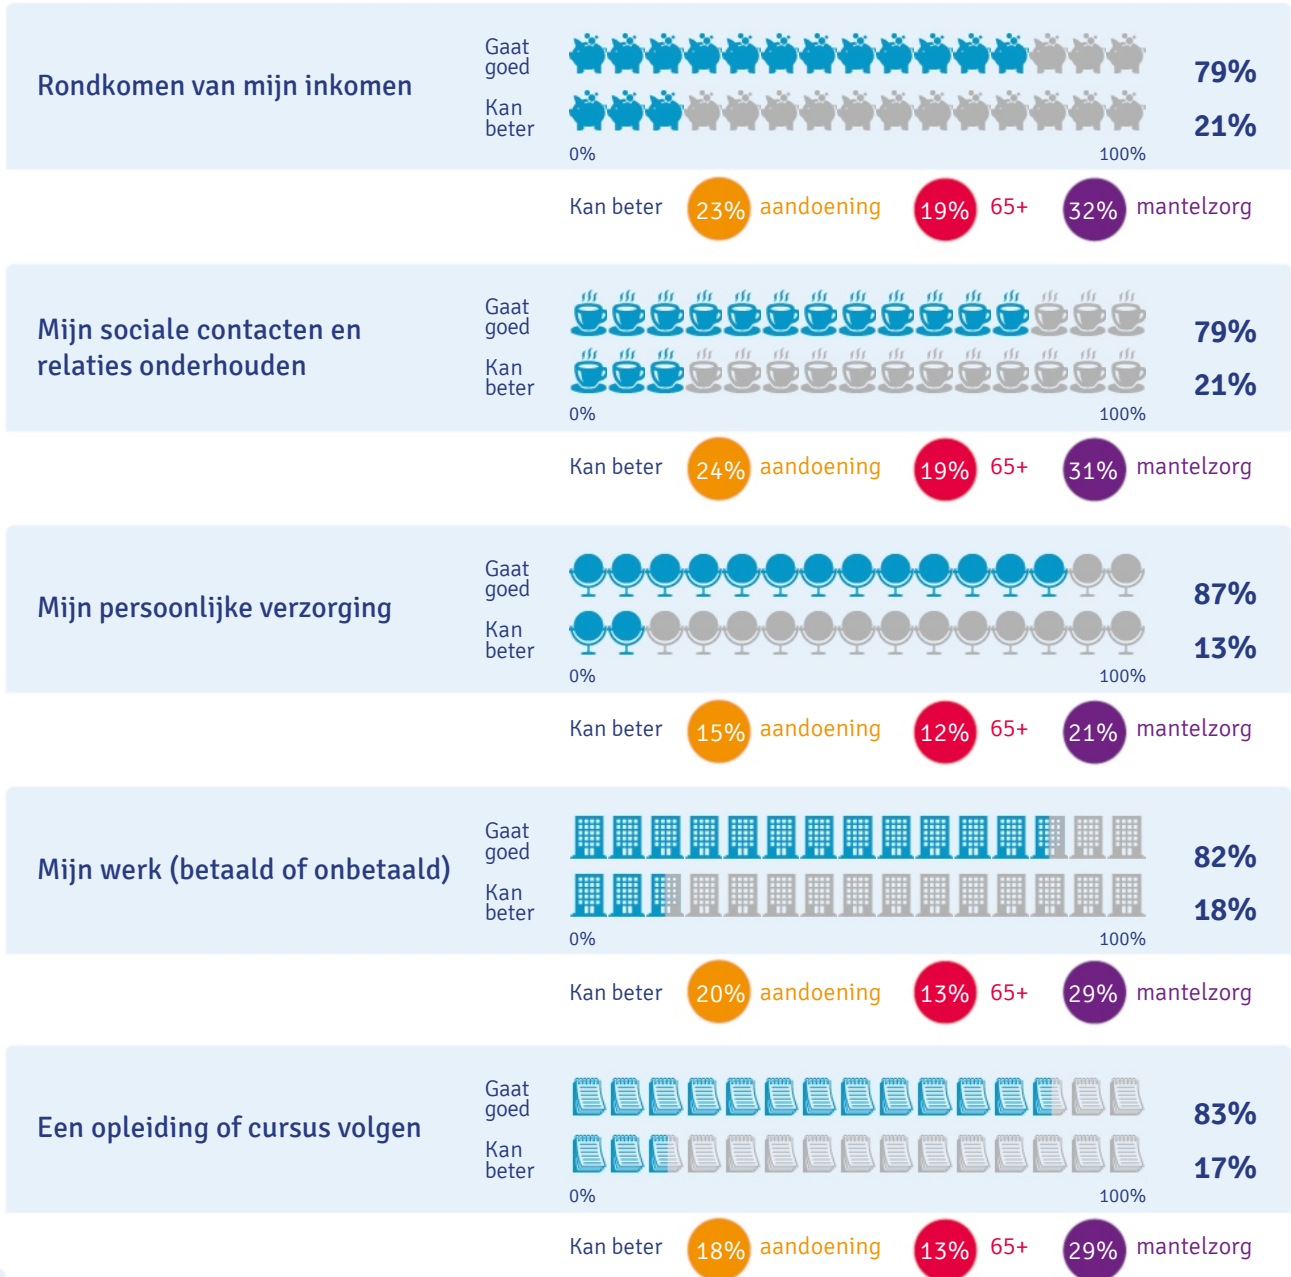 Rondkomen van mijn inkomen
Gaat
goed
79%
Kan
beter
21%
0% 100%
Kan beter 23% aandoening 19% 65+ 32% mantelzorg
Mijn sociale contacten en
relaties onderhouden
Gaat
goed
79%
Kan
beter
21%
0% 100%
Kan beter 24% aandoening 19% 65+ 31% mantelzorg
Mijn persoonlijke verzorging
Gaat
goed
87%
Kan
beter
13%
0% 100%
Kan beter 15% aandoening 12% 65+ 21% mantelzorg
Mijn werk (betaald of onbetaald)
Gaat
goed
82%
Kan
beter
18%
0% 100%
Kan beter 20% aandoening 13% 65+ 29% mantelzorg
Een opleiding of cursus volgen
Gaat
goed
83%
Kan
beter
17%
0% 100%
Kan beter 18% aandoening 13% 65+ 29% mantelzorg